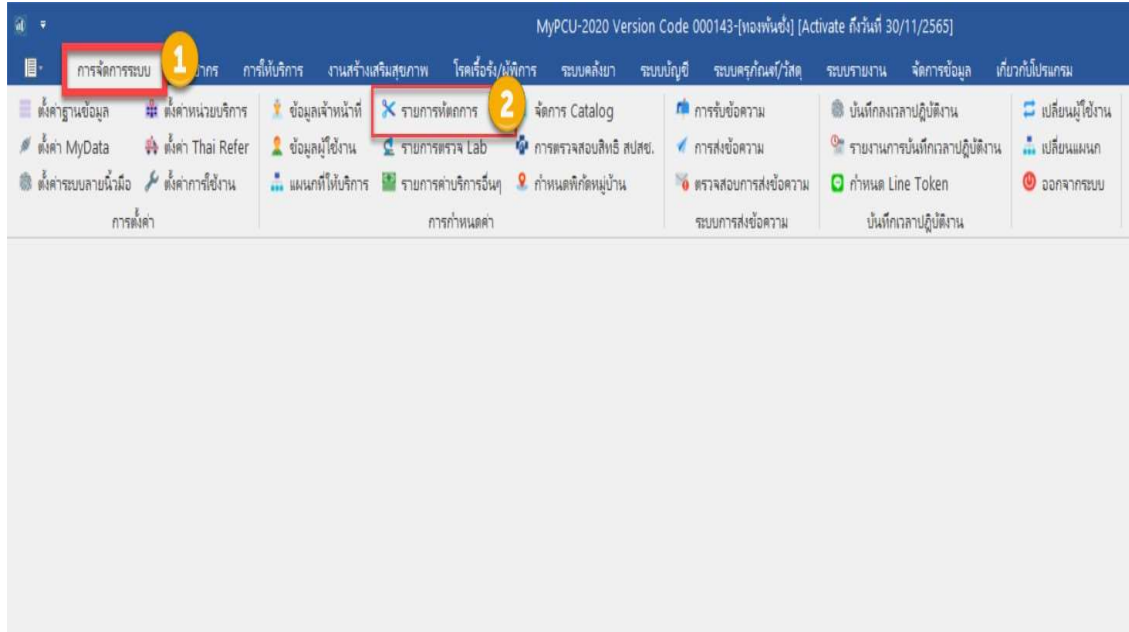 MyPCU-2020 Version Code 000143-[ทองพันชั่ง] [Activate ถึงวันที่ 30/11/2565]
การจัดการระบบ 1 ากร การให้บริการ งานสร้างเสริมสุขภาพ โรคเรื้อรัง/ผู้พิการ ระบบคลังยา ระบบบัญชี ระบบครุภัณฑ์/วัสดุ ระบบรายงาน จัดการข้อมูล เกี่ยวกับโปรแกรม
ตั้งค่าฐานข้อมูล ตั้งค่าหน่วยบริการ ข้อมูลเจ้าหน้าที่ รายการหัตถการ 2 จัดการ Catalog การรับข้อความ บันทึกลงเวลาปฏิบัติงาน เปลี่ยนผู้ใช้งาน
ตั้งค่า MyData ตั้งค่า Thai Refer ข้อมูลผู้ใช้งาน รายการตรวจ Lab การตรวจสอบสิทธิ สปสช. การส่งข้อความ รายงานการบันทึกเวลาปฏิบัติงาน เปลี่ยนแผนก
ตั้งค่าระบบลายนิ้วมือ ตั้งค่าการใช้งาน แผนกที่ให้บริการ รายการค่าบริการอื่นๆ กำหนดพิกัดหมู่บ้าน ตรวจสอบการส่งข้อความ กำหนด Line Token ออกจากระบบ
การตั้งค่า การกำหนดค่า ระบบการส่งข้อความ บันทึกเวลาปฏิบัติงาน